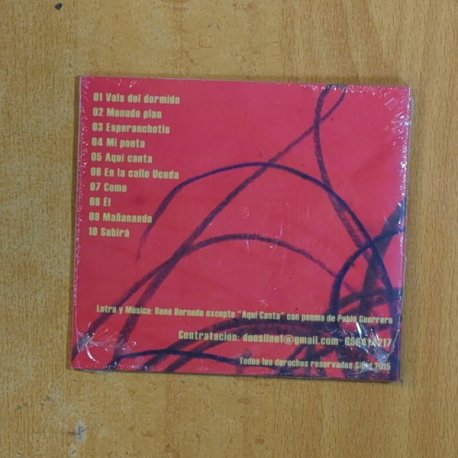 01 Vals del dormido
02 Menudo plan
03 Esperanchotis
04 Mi poeta
05 Aquí canta
06 En la calle Uceda
07 Como
08 Él
09 Mañanando
10 Subirá
Letra y Música: René Bernedo excepto "Aquí Canta" con poema de Pablo Guerrero
Contratación:
Todos los derechos reservados